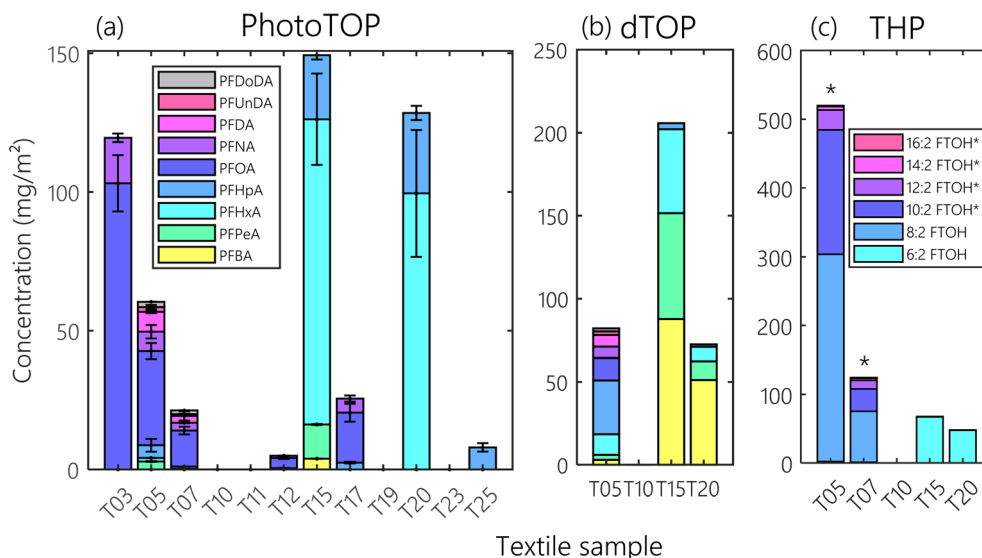 (a) PhotoTOP
Concentration (mg/m²)
150
100
50
0
PFDoDA
PFUnDA
PFDA
PFNA
PFOA
PFHpA
PFHxA
PFPeA
PFBA
T03 T05 T07 T10 T11 T12 T15 T17 T19 T20 T23 T25
(b) dTOP
250
200
150
100
50
0
T05 T10 T15 T20
(c) THP
600
500
400
300
200
100
0
*
*
16:2 FTOH*
14:2 FTOH*
12:2 FTOH*
10:2 FTOH*
8:2 FTOH
6:2 FTOH
T05 T07 T10 T15 T20
Textile sample